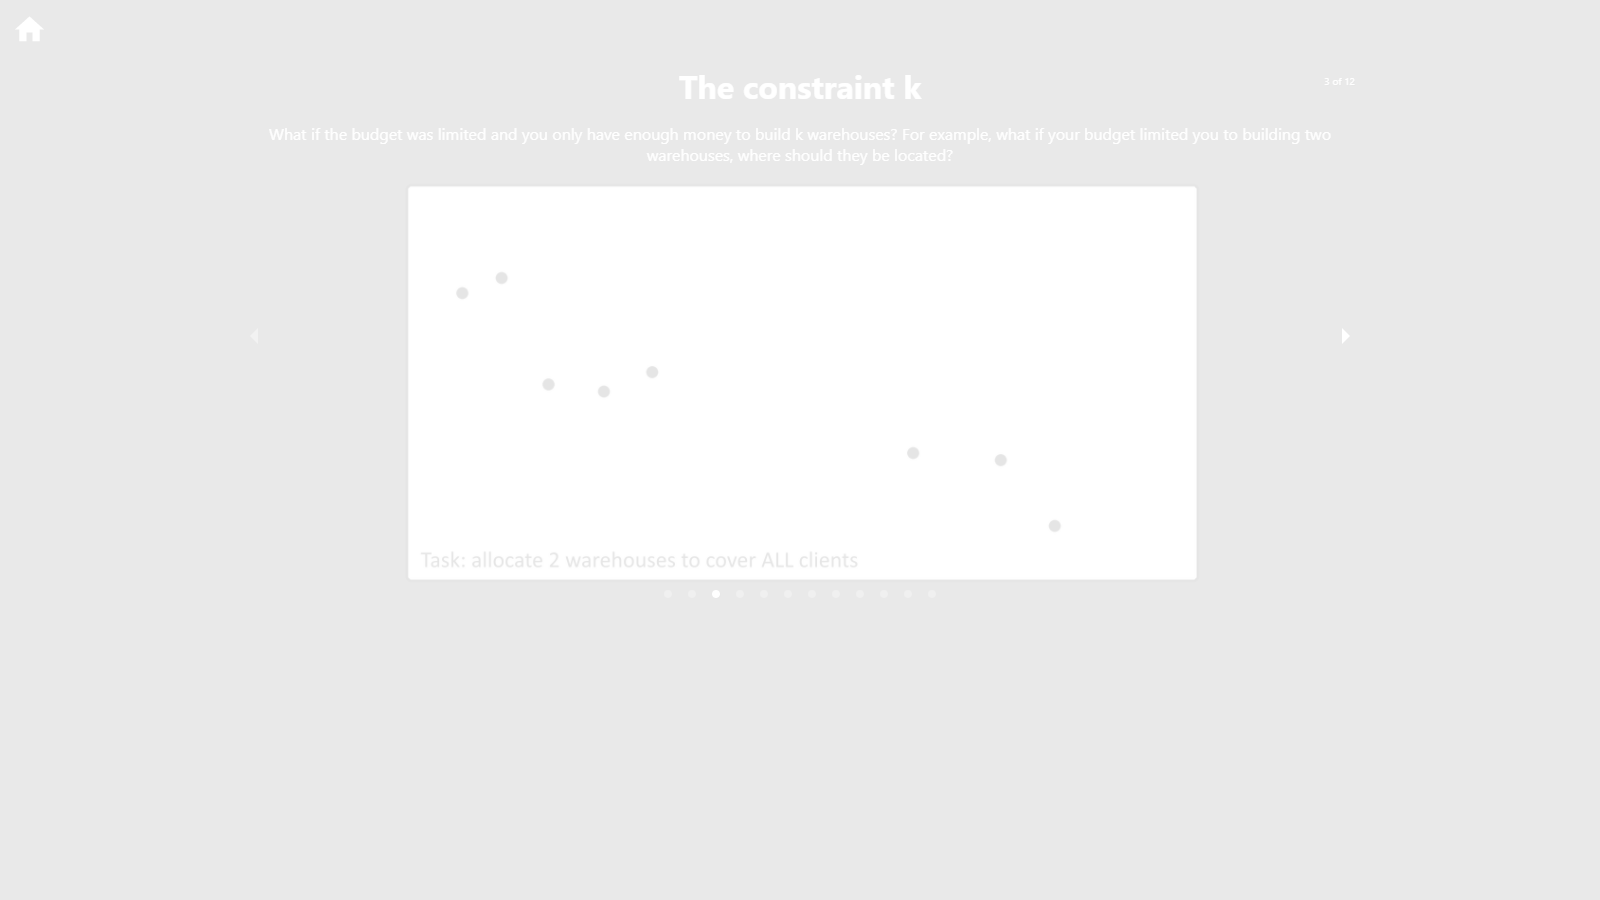 The constraint k
3 of 12
What if the budget was limited and you only have enough money to build k warehouses? For example, what if your budget limited you to building two
warehouses, where should they be located?
Task: allocate 2 warehouses to cover ALL clients